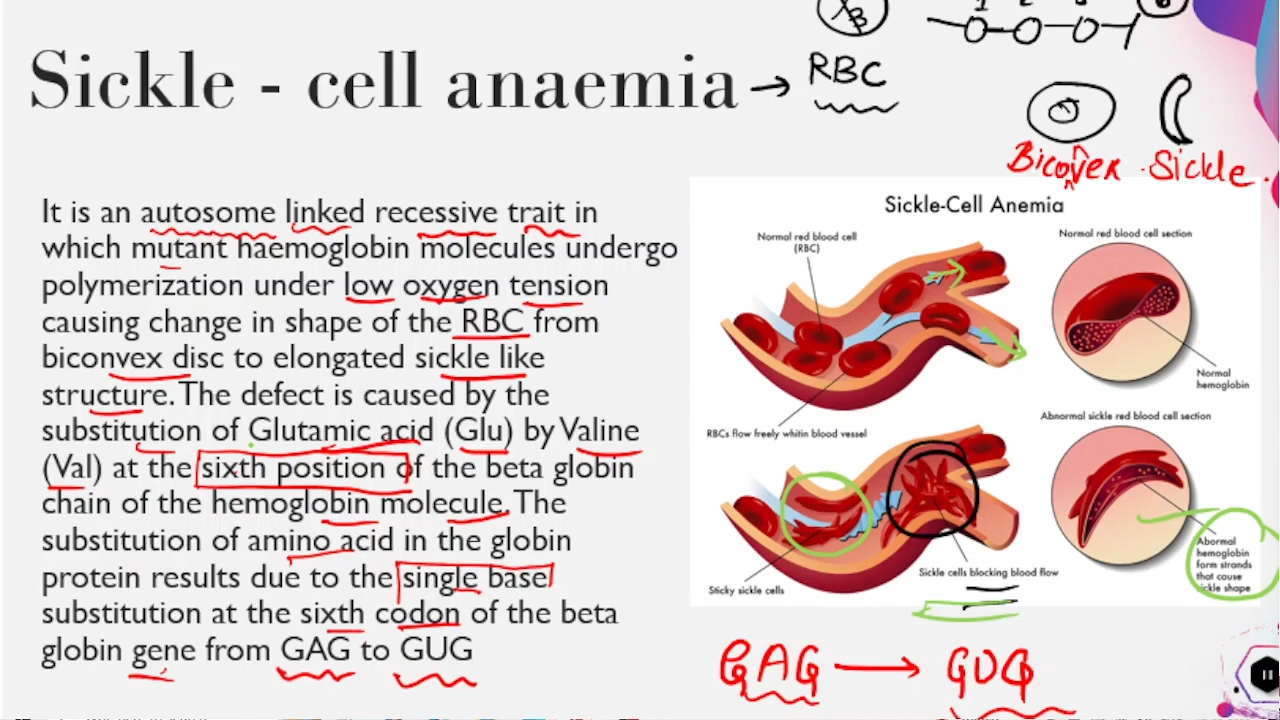 Sickle - cell anaemia → RBC
Bicovex . Sickle.
It is an autosome linked recessive trait in
which mutant haemoglobin molecules undergo
polymerization under low oxygen tension
causing change in shape of the RBC from
biconvex disc to elongated sickle like
structure. The defect is caused by the
substitution of Glutamic acid (Glu) by Valine
(Val) at the sixth position of the beta globin
chain of the hemoglobin molecule. The
substitution of amino acid in the globin
protein results due to the single base
substitution at the sixth codon of the beta
globin gene from GAG to GUG
Sickle-Cell Anemia
Normal red blood cell
(RBC)
Normal red blood cell section
Normal
hemoglobin
RBCs flow freely whitin blood vessel
Abnormal sickle red blood cell section
Sticky sickle cells
Sickle cells blocking blood flow
Abormal
hemoglobin
form strands
that cause
sickle shape
GAG → GUG